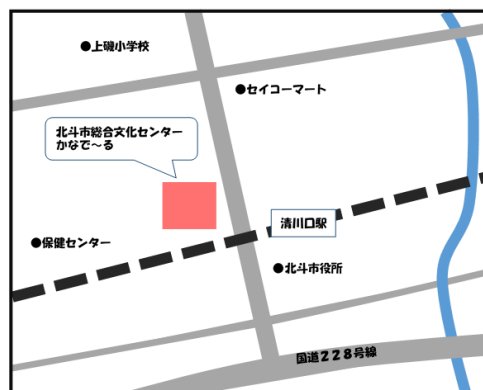 ●上磯小学校
●セイコーマート
北斗市総合文化センター
かなで～る
清川口駅
●保健センター
●北斗市役所
国道２２８号線